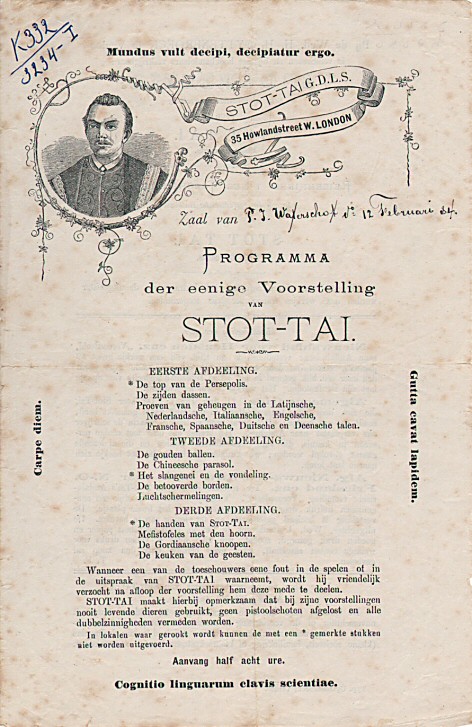 K332
3234-I
Mundus vult decipi, decipiatur ergo.
STOT-TAI G.D.L.S.
35 Howlandstreet W. LONDON
Zaal van P. J. 12 Februari 84.
PROGRAMMA
der eenige Voorstelling
VAN
STOT-TAI.
EERSTE AFDEELING.
* De top van de Persepolis.
De zijden dassen.
Proeven van geheugen in de Latijnsche,
Nederlandsche, Italiaansche, Engelsche,
Fransche, Spaansche, Duitsche en Deensche talen.
TWEEDE AFDEELING.
De gouden ballen.
De Chineesche parasol.
* Het slangenei en de vondeling.
De betooverde borden.
Luchtschermelingen.
DERDE AFDEELING.
* De handen van STOT-TAI.
Mefistofeles met den hoorn.
De Gordiaansche knoopen.
De keuken van de geesten.
Carpe diem.
Gutta cavat lapidem.
Wanneer een van de toeschouwers eene fout in de spelen of in
de uitspraak van STOT-TAI waarneemt, wordt hij vriendelijk
verzocht na afloop der voorstelling hem deze mede te deelen.
STOT-TAI maakt hierbij opmerkzaam dat bij zijne voorstellingen
nooit levende dieren gebruikt, geen pistoolschoten afgelost en alle
dubbelzinnigheden vermeden worden.
In lokalen waar gerookt wordt kunnen de met een * gemerkte stukken
niet worden uitgevoerd.
Aanvang half acht ure.
Cognitio linguarum clavis scientiae.